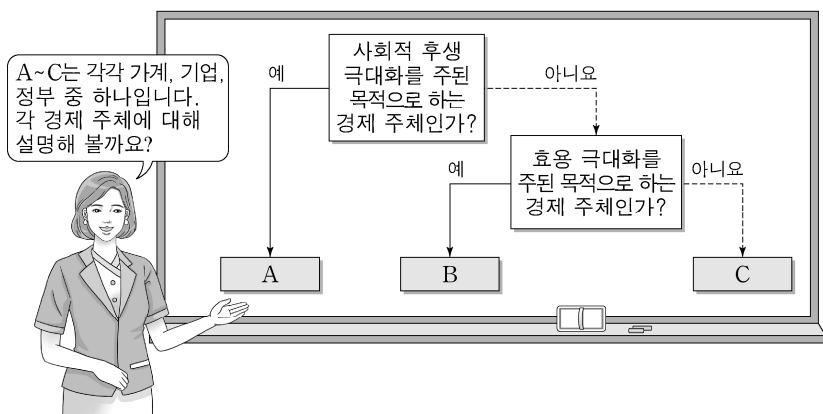 A~C는 각각 가계, 기업,
정부 중 하나입니다.
각 경제 주체에 대해
설명해 볼까요?
사회적 후생
극대화를 주된
목적으로 하는
경제 주체인가?
예
아니요
효용 극대화를
주된 목적으로 하는
경제 주체인가?
예
아니요
A
B
C